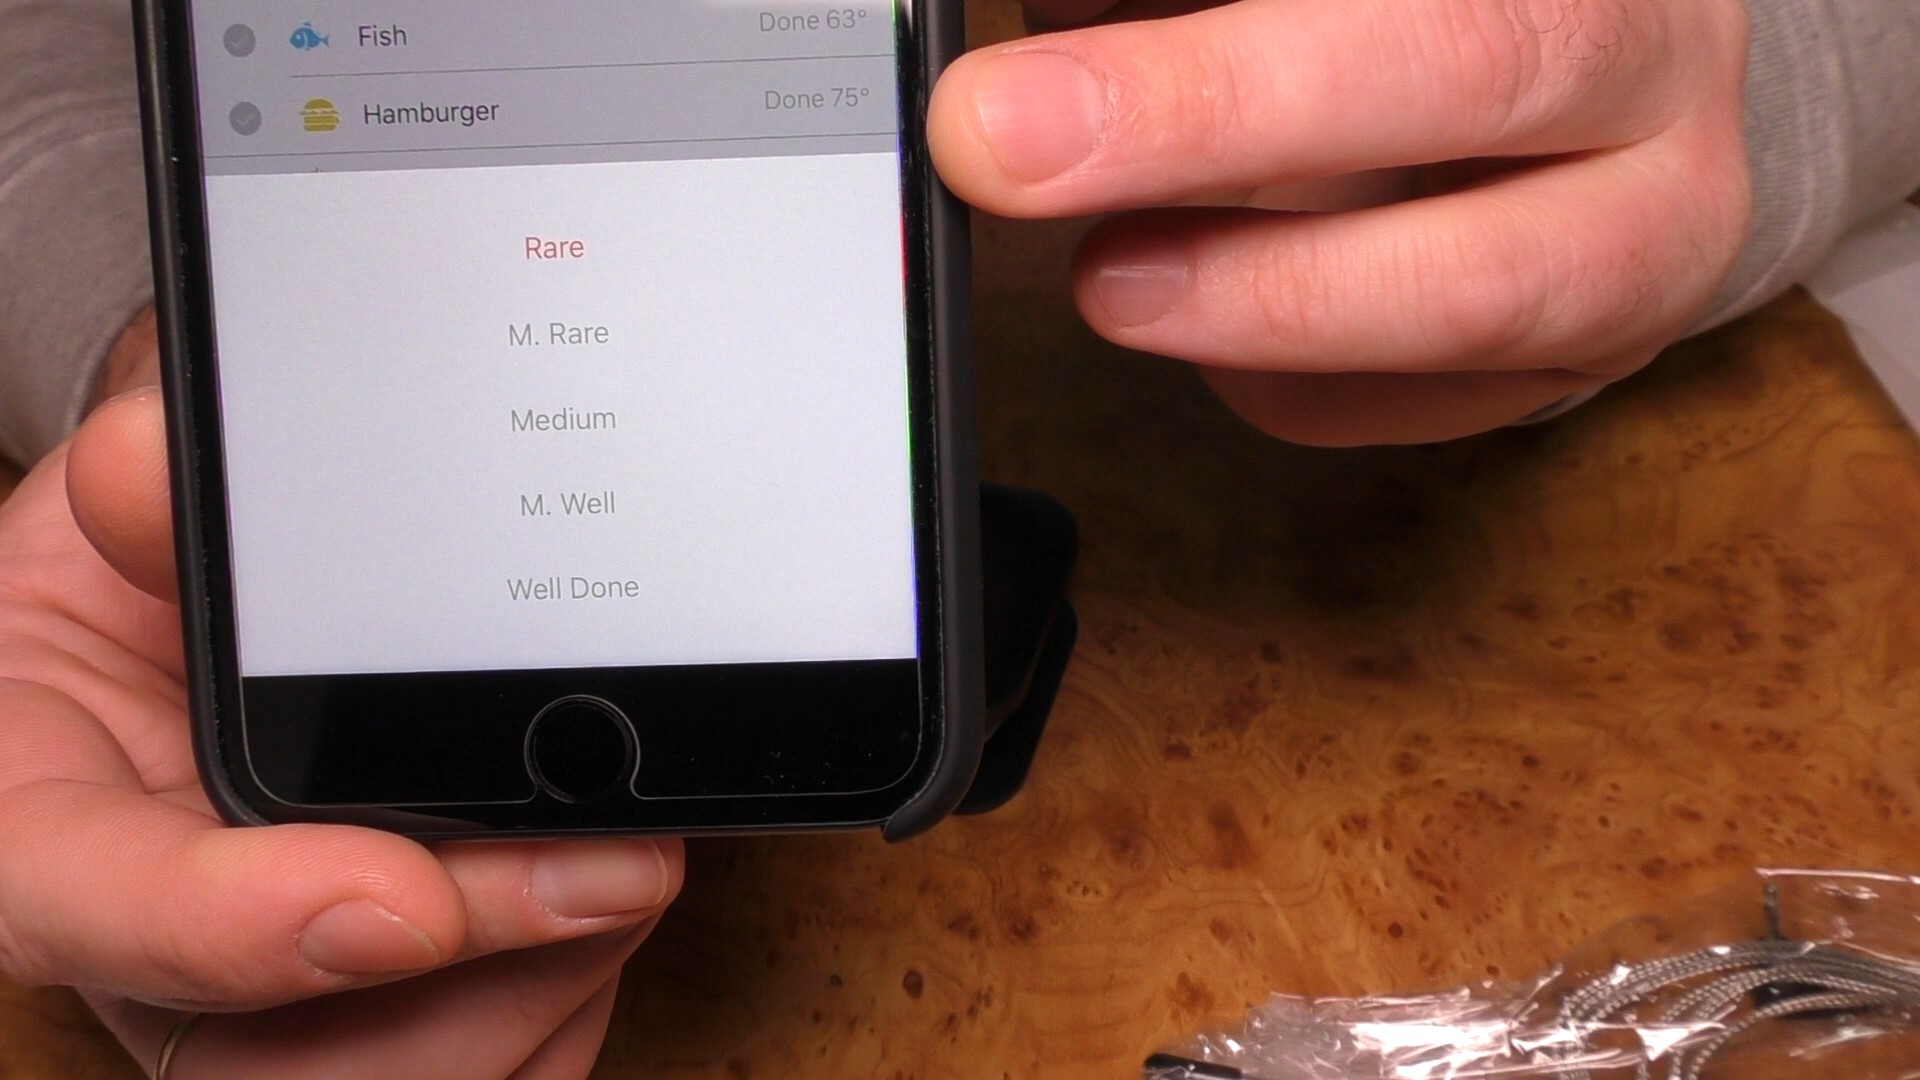 Fish Done 63°
Hamburger Done 75°
Rare
M. Rare
Medium
M. Well
Well Done